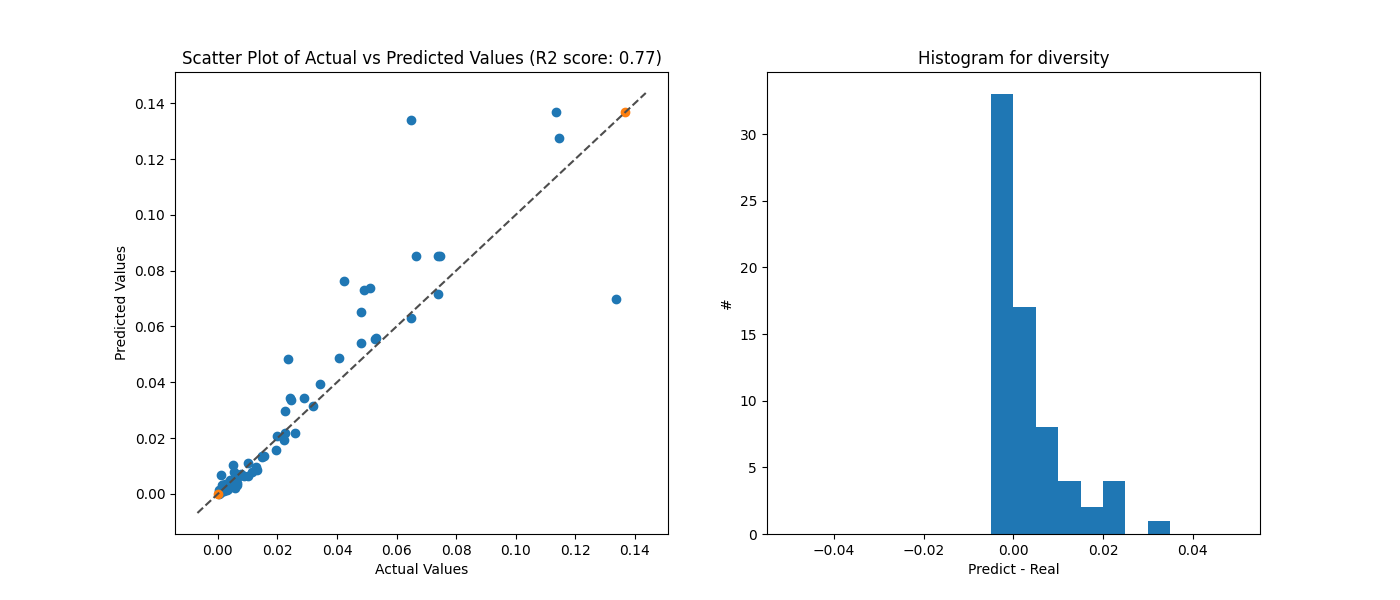 Scatter Plot of Actual vs Predicted Values (R2 score: 0.77)
0.14
0.12
0.10
0.08
0.06
0.04
0.02
0.00
Predicted Values
0.00 0.02 0.04 0.06 0.08 0.10 0.12 0.14
Actual Values
Histogram for diversity
30
25
20
15
10
5
0
#
−0.04 −0.02 0.00 0.02 0.04
Predict - Real